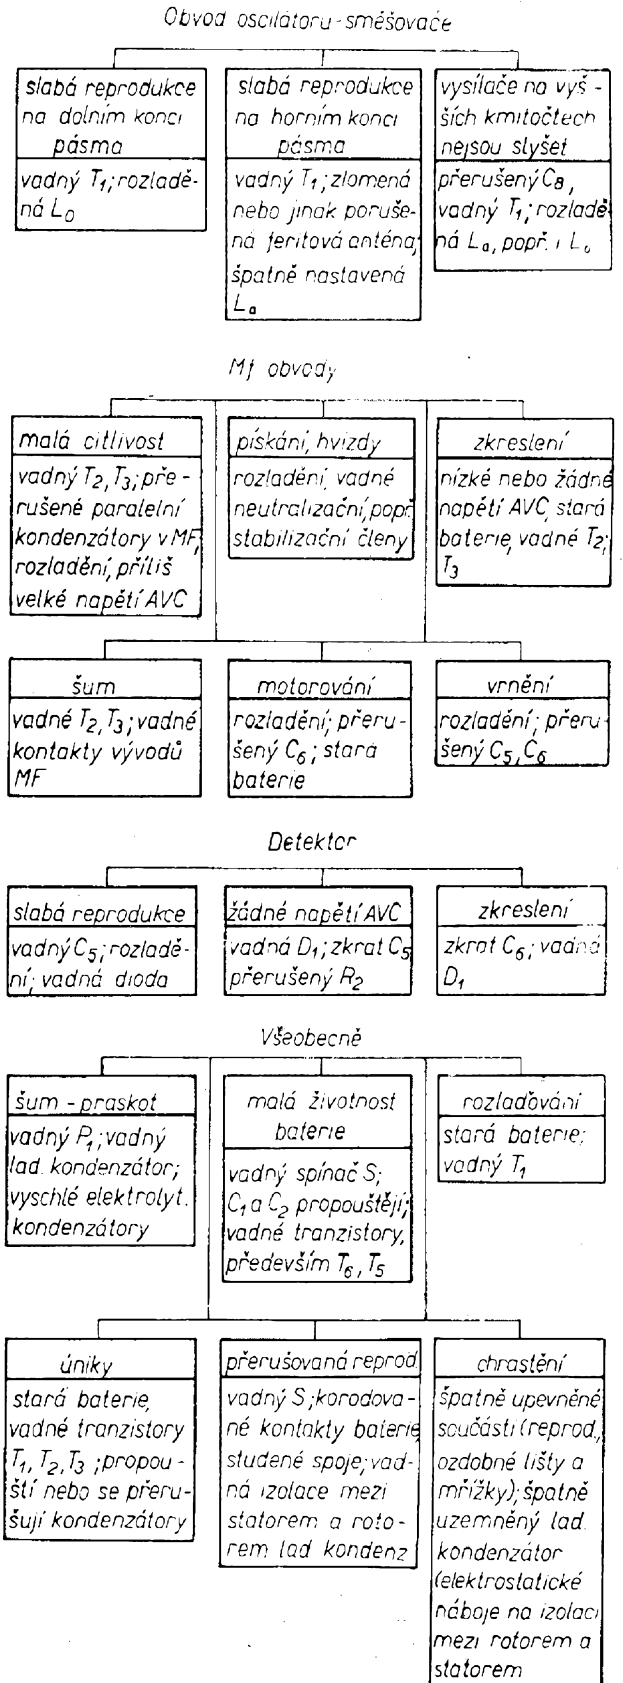 Obvod oscilátoru-směšovače
slabá reprodukce
na dolním konci
pásma
vadný T₁; rozladě-
ná L₀
slabá reprodukce
na horním konci
pásma
vadný T₁; zlomená
nebo jinak poruše-
ná feritová anténa;
špatně nastavená
Lₐ
vysílače na vyš-
ších kmitočtech
nejsou slyšet
přerušený C₈,
vadný T₁; rozladě-
ná Lₐ, popř. i L₀
Mf obvody
malá citlivost
vadný T₂, T₃; pře-
rušené paralelní
kondenzátory v MF,
rozladění, příliš
velké napětí AVC
pískání, hvizdy
rozladění, vadné
neutralizační, popř.
stabilizační členy
zkreslení
nízké nebo žádné
napětí AVC, stará
baterie, vadné T₂;
T₃
šum
vadné T₂, T₃; vadné
kontakty vývodů
MF
motorování
rozladění; přeru-
šený C₆; stará
baterie
vrnění
rozladění; přeru-
šený C₅, C₆
Detektor
slabá reprodukce
vadný C₅; rozladě-
ní; vadná dioda
žádné napětí AVC
vadná D₁; zkrat C₅
přerušený R₂
zkreslení
zkrat C₆; vadná
D₁
Všeobecně
šum - praskot
vadný P₁; vadný
lad. kondenzátor;
vyschlé elektrolyt.
kondenzátory
malá životnost
baterie
vadný spínač S;
C₁ a C₂ propouštějí;
vadné tranzistory,
především T₆, T₅
rozlaďování
stará baterie;
vadný T₁
úniky
stará baterie,
vadné tranzistory
T₁, T₂, T₃; propou-
ští nebo se přeru-
šují kondenzátory
přerušovaná reprod.
vadný S; korodova-
né kontakty baterie,
studené spoje; vad-
ná izolace mezi
statorem a roto-
rem lad kondenz
chrastění
špatně upevněné
součásti (reprod.,
ozdobné lišty a
mřížky); špatně
uzemněný lad.
kondenzátor
(elektrostatické
náboje na izolaci
mezi rotorem a
statorem